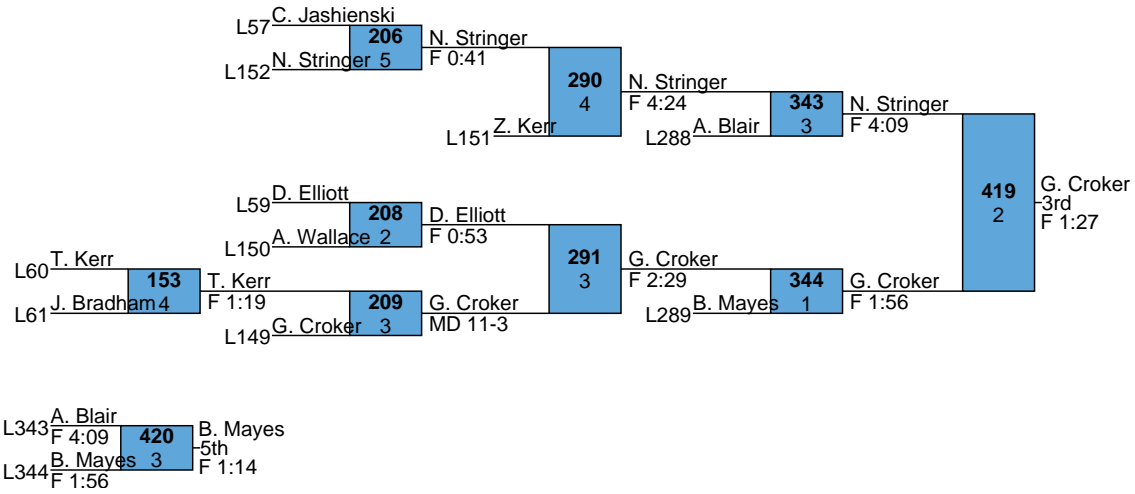 C. Jashienski
L57
206
N. Stringer
L152
N. Stringer 5
F 0:41
290
4
N. Stringer
F 4:24
Z. Kerr
L151
343
3
N. Stringer
F 4:09
A. Blair
L288
D. Elliott
L59
208
D. Elliott
L150
A. Wallace 2
F 0:53
419
2
G. Croker
3rd
F 1:27
T. Kerr
L60
153
T. Kerr
291
3
G. Croker
F 2:29
344
1
G. Croker
F 1:56
L61
J. Bradham 4
F 1:19
209
G. Croker
MD 11-3
B. Mayes
L289
L149
G. Croker 3
L343
A. Blair
F 4:09
420
B. Mayes
5th
F 1:14
L344
B. Mayes 3
F 1:56